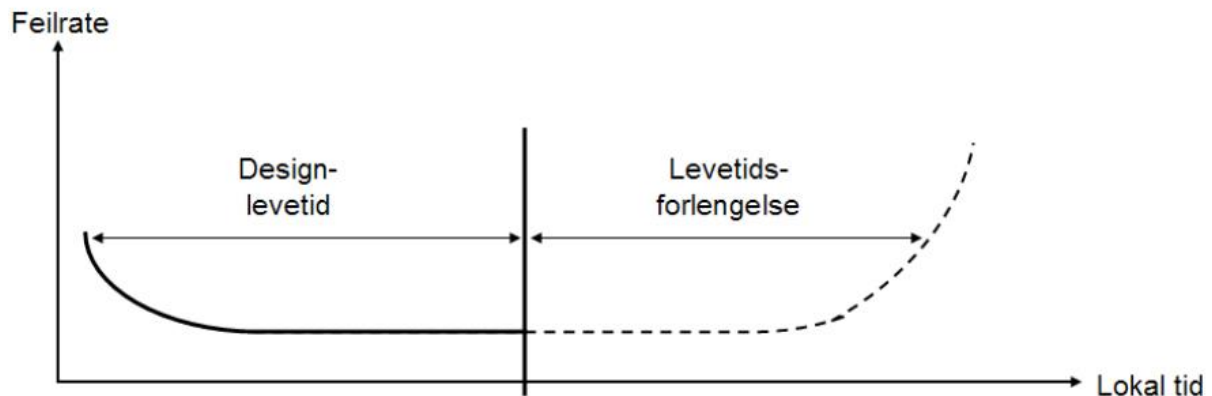 Feilrate
Design-
levetid
Levetids-
forlengelse
Lokal tid